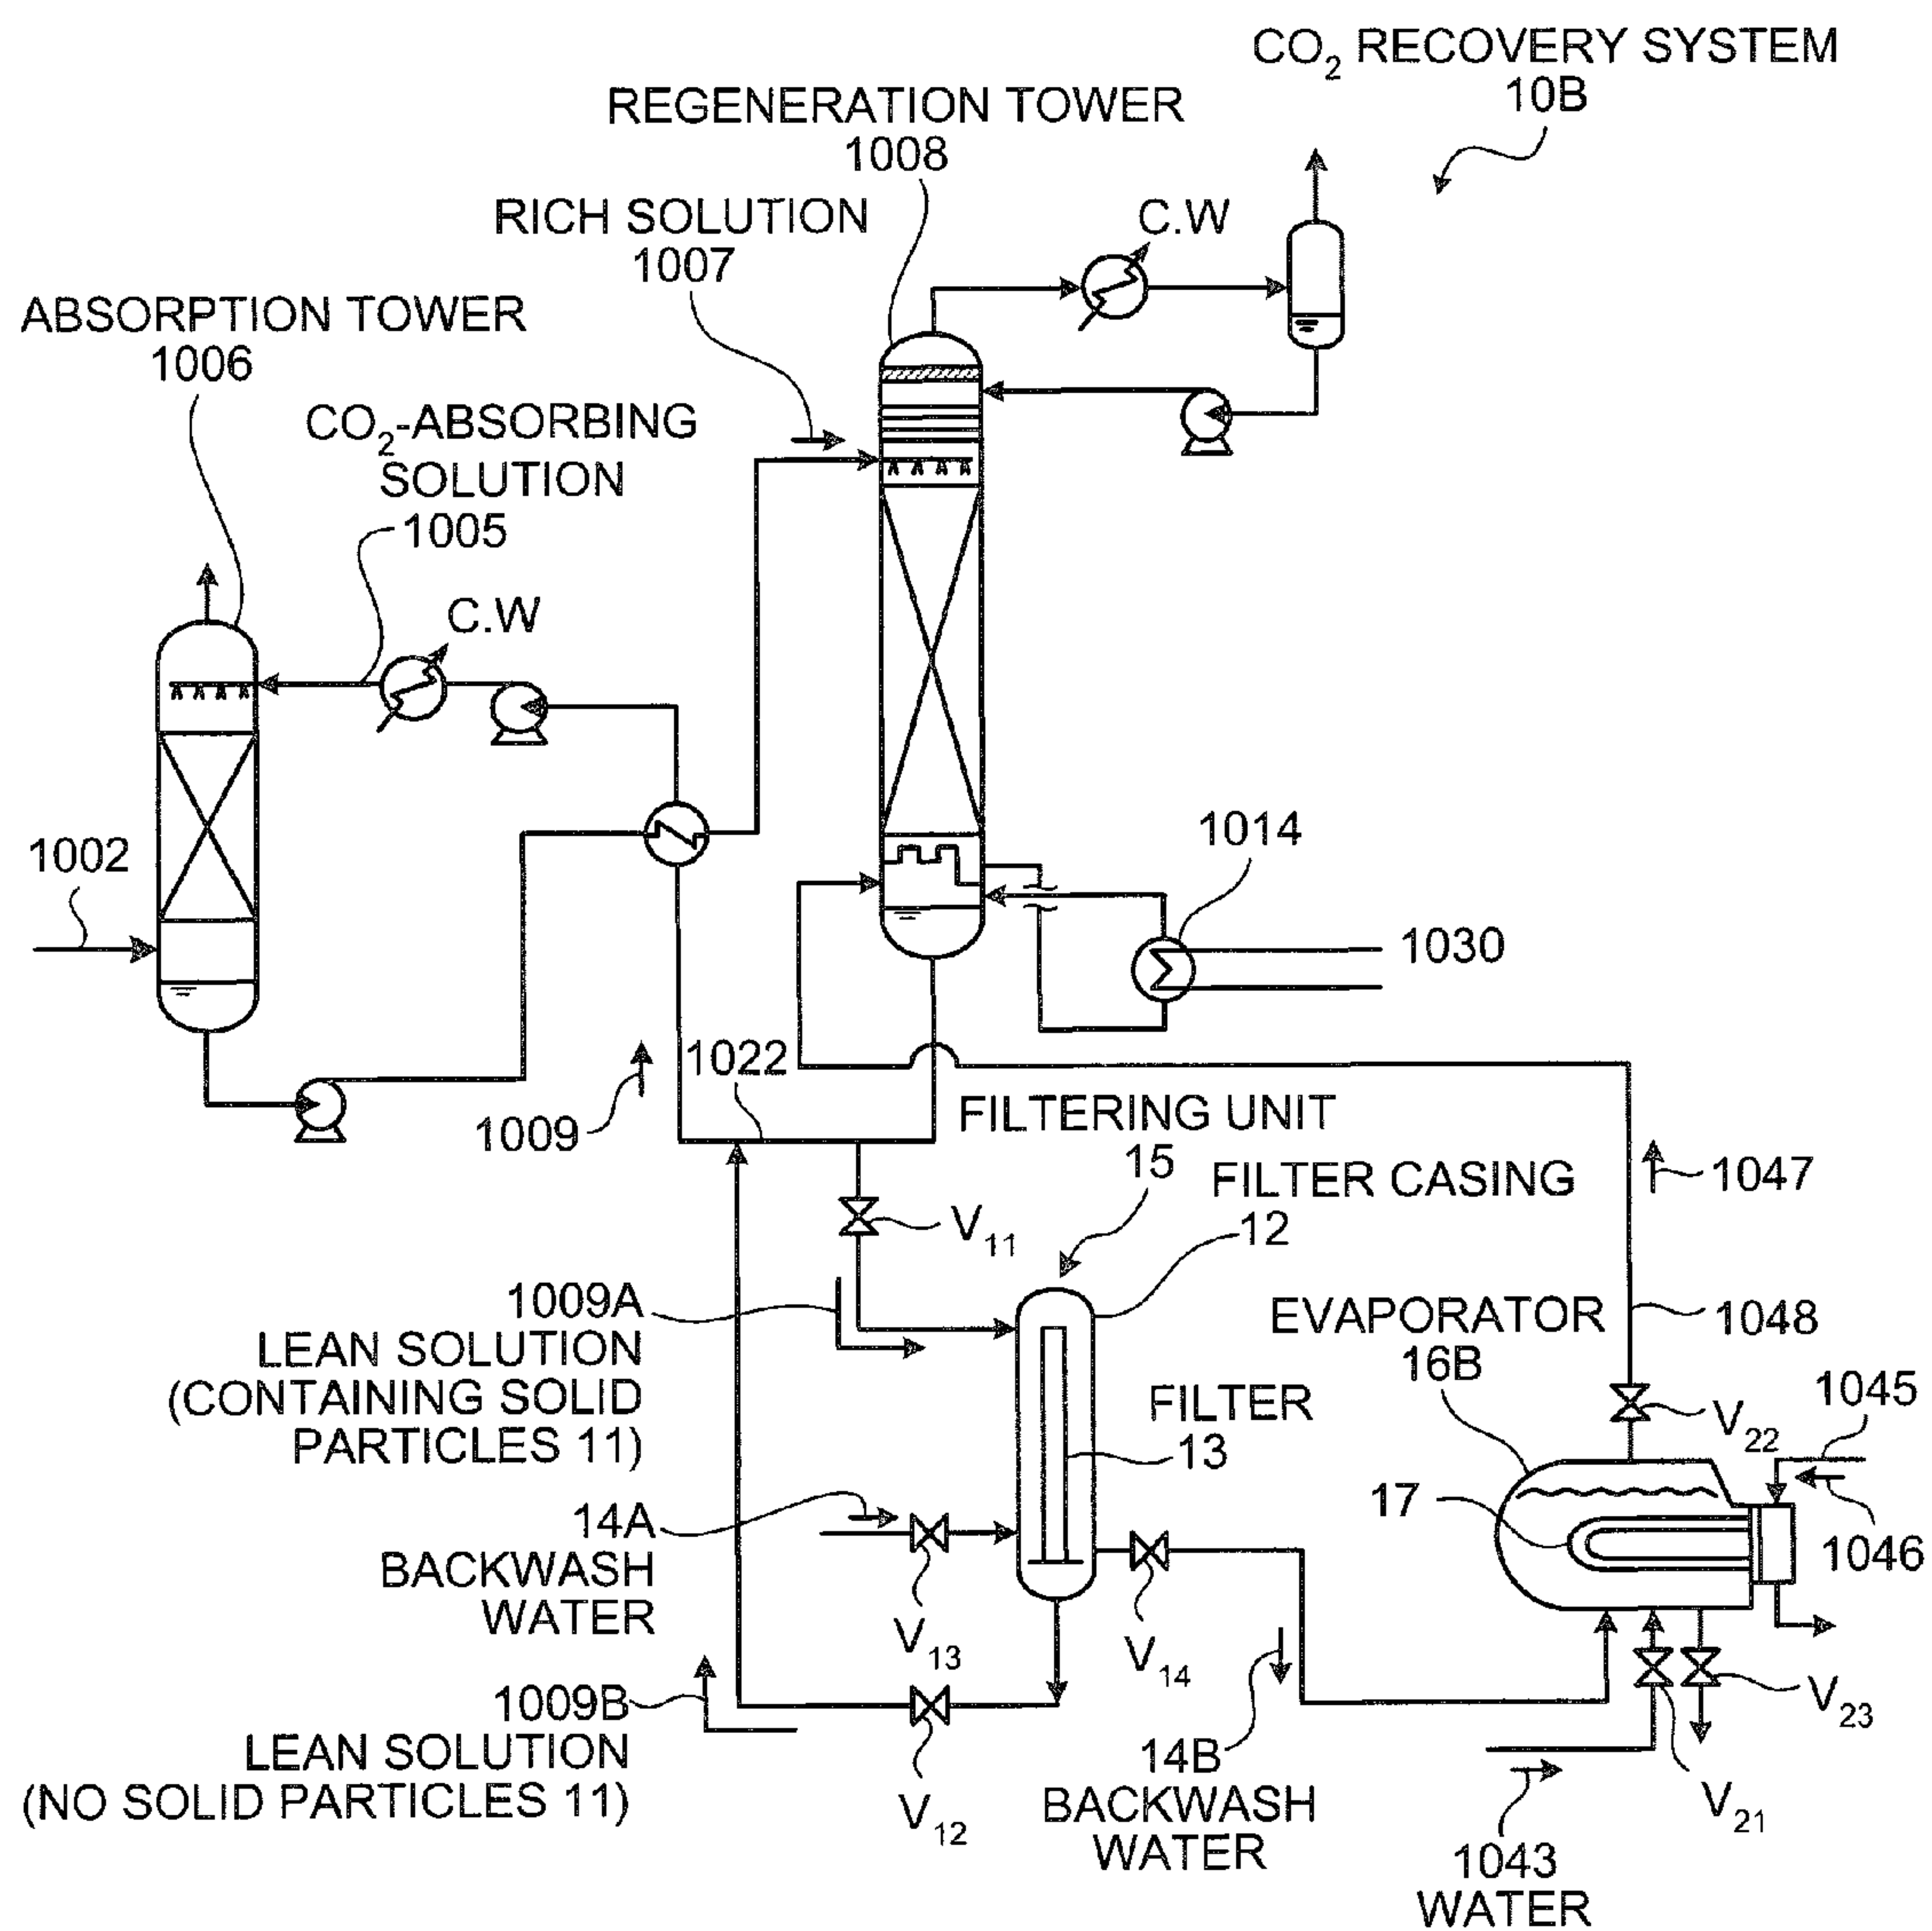 CO2 RECOVERY SYSTEM
10B
REGENERATION TOWER
1008
RICH SOLUTION
1007
C.W
ABSORPTION TOWER
1006
CO2-ABSORBING
SOLUTION
1005
C.W
1002
1014
1030
1022
1009
FILTERING UNIT
15
FILTER CASING
12
1047
V11
1009A
LEAN SOLUTION
(CONTAINING SOLID
PARTICLES 11)
EVAPORATOR
16B
1048
1045
V22
FILTER
13
17
1046
14A
BACKWASH
WATER
V13
V14
1009B
LEAN SOLUTION
(NO SOLID PARTICLES 11)
V12
14B
BACKWASH
WATER
V23
V21
1043
WATER